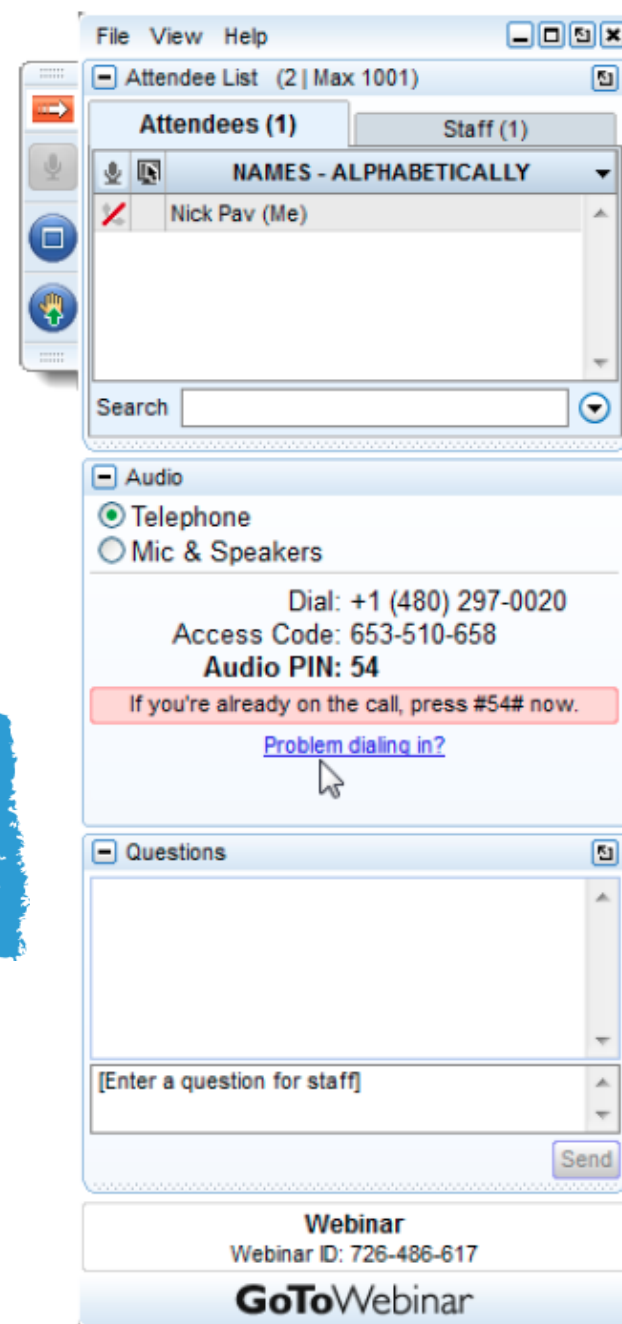 File View Help
Attendee List (2 | Max 1001)
Attendees (1) Staff (1)
NAMES - ALPHABETICALLY
Nick Pav (Me)
Search
Audio
Telephone
Mic & Speakers
Dial: +1 (480) 297-0020
Access Code: 653-510-658
Audio PIN: 54
If you're already on the call, press #54# now.
Problem dialing in?
Questions
[Enter a question for staff]
Send
Webinar
Webinar ID: 726-486-617
GoToWebinar